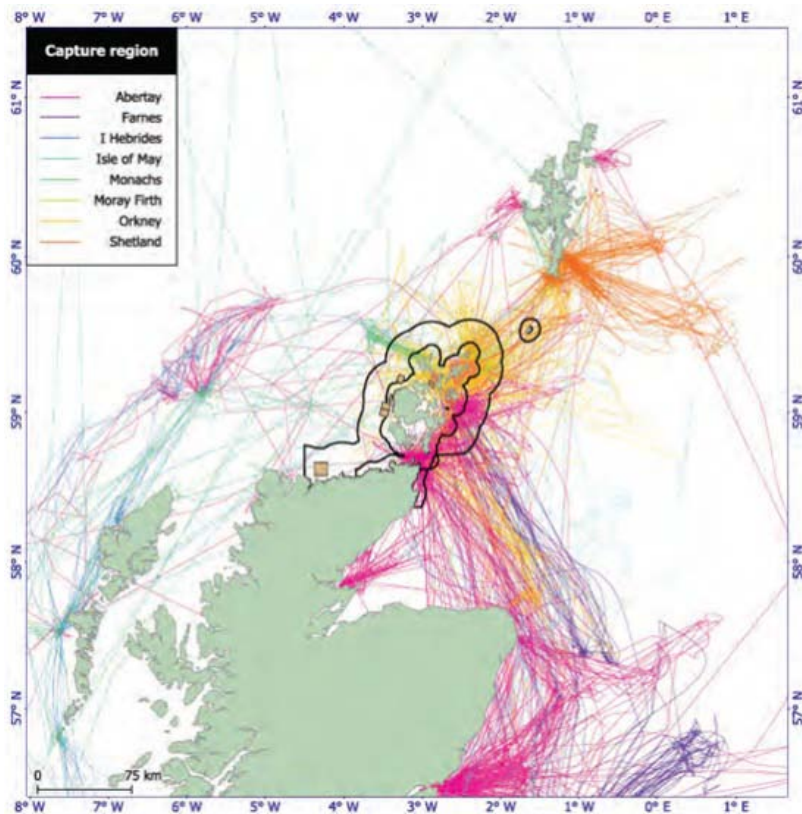 8° W 7° W 6° W 5° W 4° W 3° W 2° W 1° W 0° E 1° E
Capture region
Abertay
Farnes
I Hebrides
Isle of May
Monachs
Moray Firth
Orkney
Shetland
61° N 61° N
60° N 60° N
59° N 59° N
58° N 58° N
57° N 57° N
0 75 km
8° W 7° W 6° W 5° W 4° W 3° W 2° W 1° W 0° E 1° E